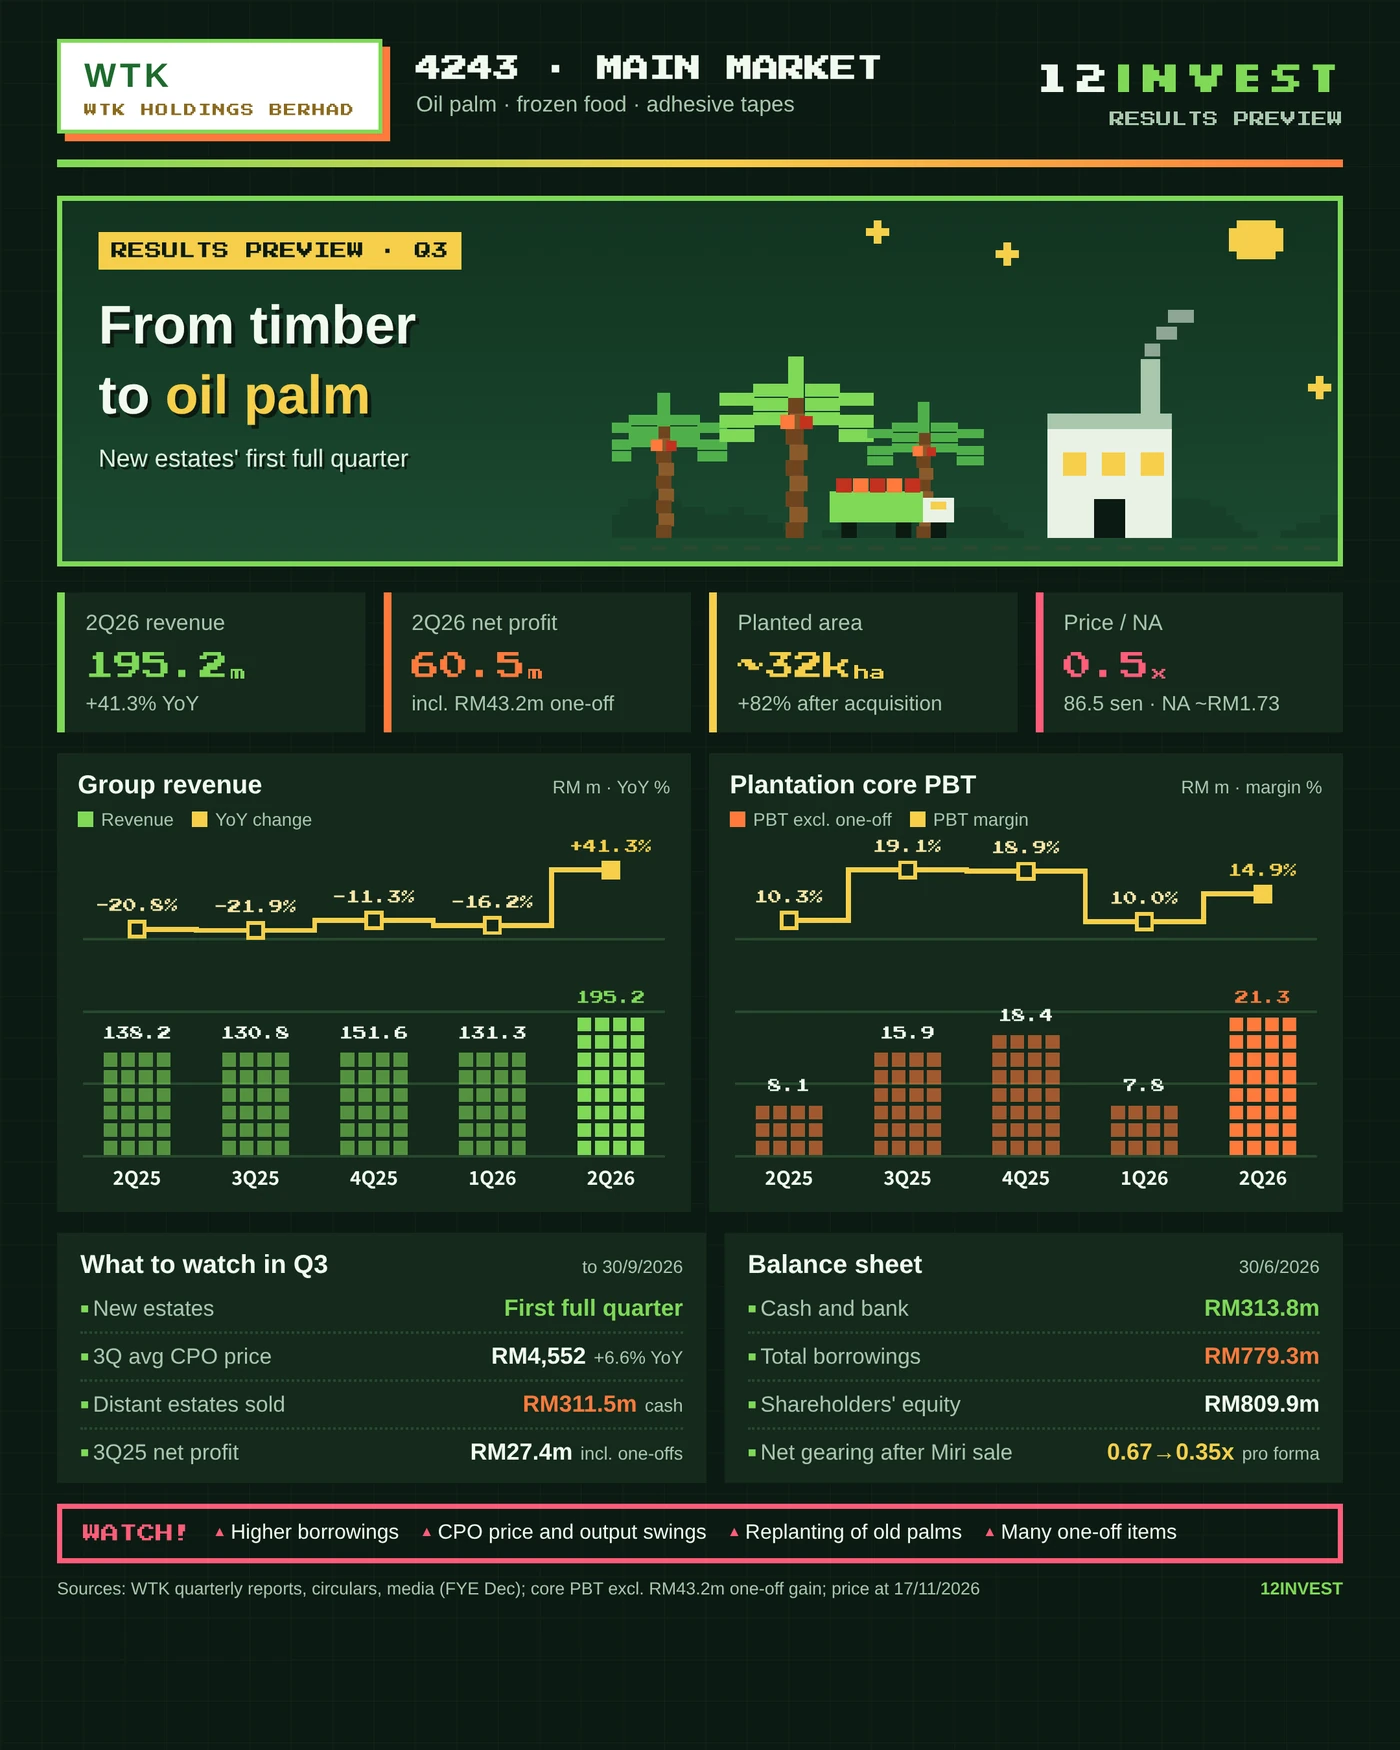 WTK
WTK HOLDINGS BERHAD
4243 · MAIN MARKET
Oil palm · frozen food · adhesive tapes
12INVEST
RESULTS PREVIEW
RESULTS PREVIEW · Q3
From timber
to oil palm
New estates' first full quarter
2Q26 revenue
195.2m
+41.3% YoY
2Q26 net profit
60.5m
incl. RM43.2m one-off
Planted area
~32kha
+82% after acquisition
Price / NA
0.5x
86.5 sen · NA ~RM1.73
Group revenue
RM m · YoY %
Revenue YoY change
+41.3%
−20.8% −21.9% −11.3% −16.2%
195.2
138.2 130.8 151.6 131.3
2Q25 3Q25 4Q25 1Q26 2Q26
Plantation core PBT
RM m · margin %
PBT excl. one-off PBT margin
10.3% 19.1% 18.9% 10.0% 14.9%
8.1 15.9 18.4 7.8 21.3
2Q25 3Q25 4Q25 1Q26 2Q26
What to watch in Q3 to 30/9/2026
New estates First full quarter
3Q avg CPO price RM4,552 +6.6% YoY
Distant estates sold RM311.5m cash
3Q25 net profit RM27.4m incl. one-offs
Balance sheet 30/6/2026
Cash and bank RM313.8m
Total borrowings RM779.3m
Shareholders' equity RM809.9m
Net gearing after Miri sale 0.67→0.35x pro forma
WATCH! ▲ Higher borrowings ▲ CPO price and output swings ▲ Replanting of old palms ▲ Many one-off items
Sources: WTK quarterly reports, circulars, media (FYE Dec); core PBT excl. RM43.2m one-off gain; price at 17/11/2026
12INVEST